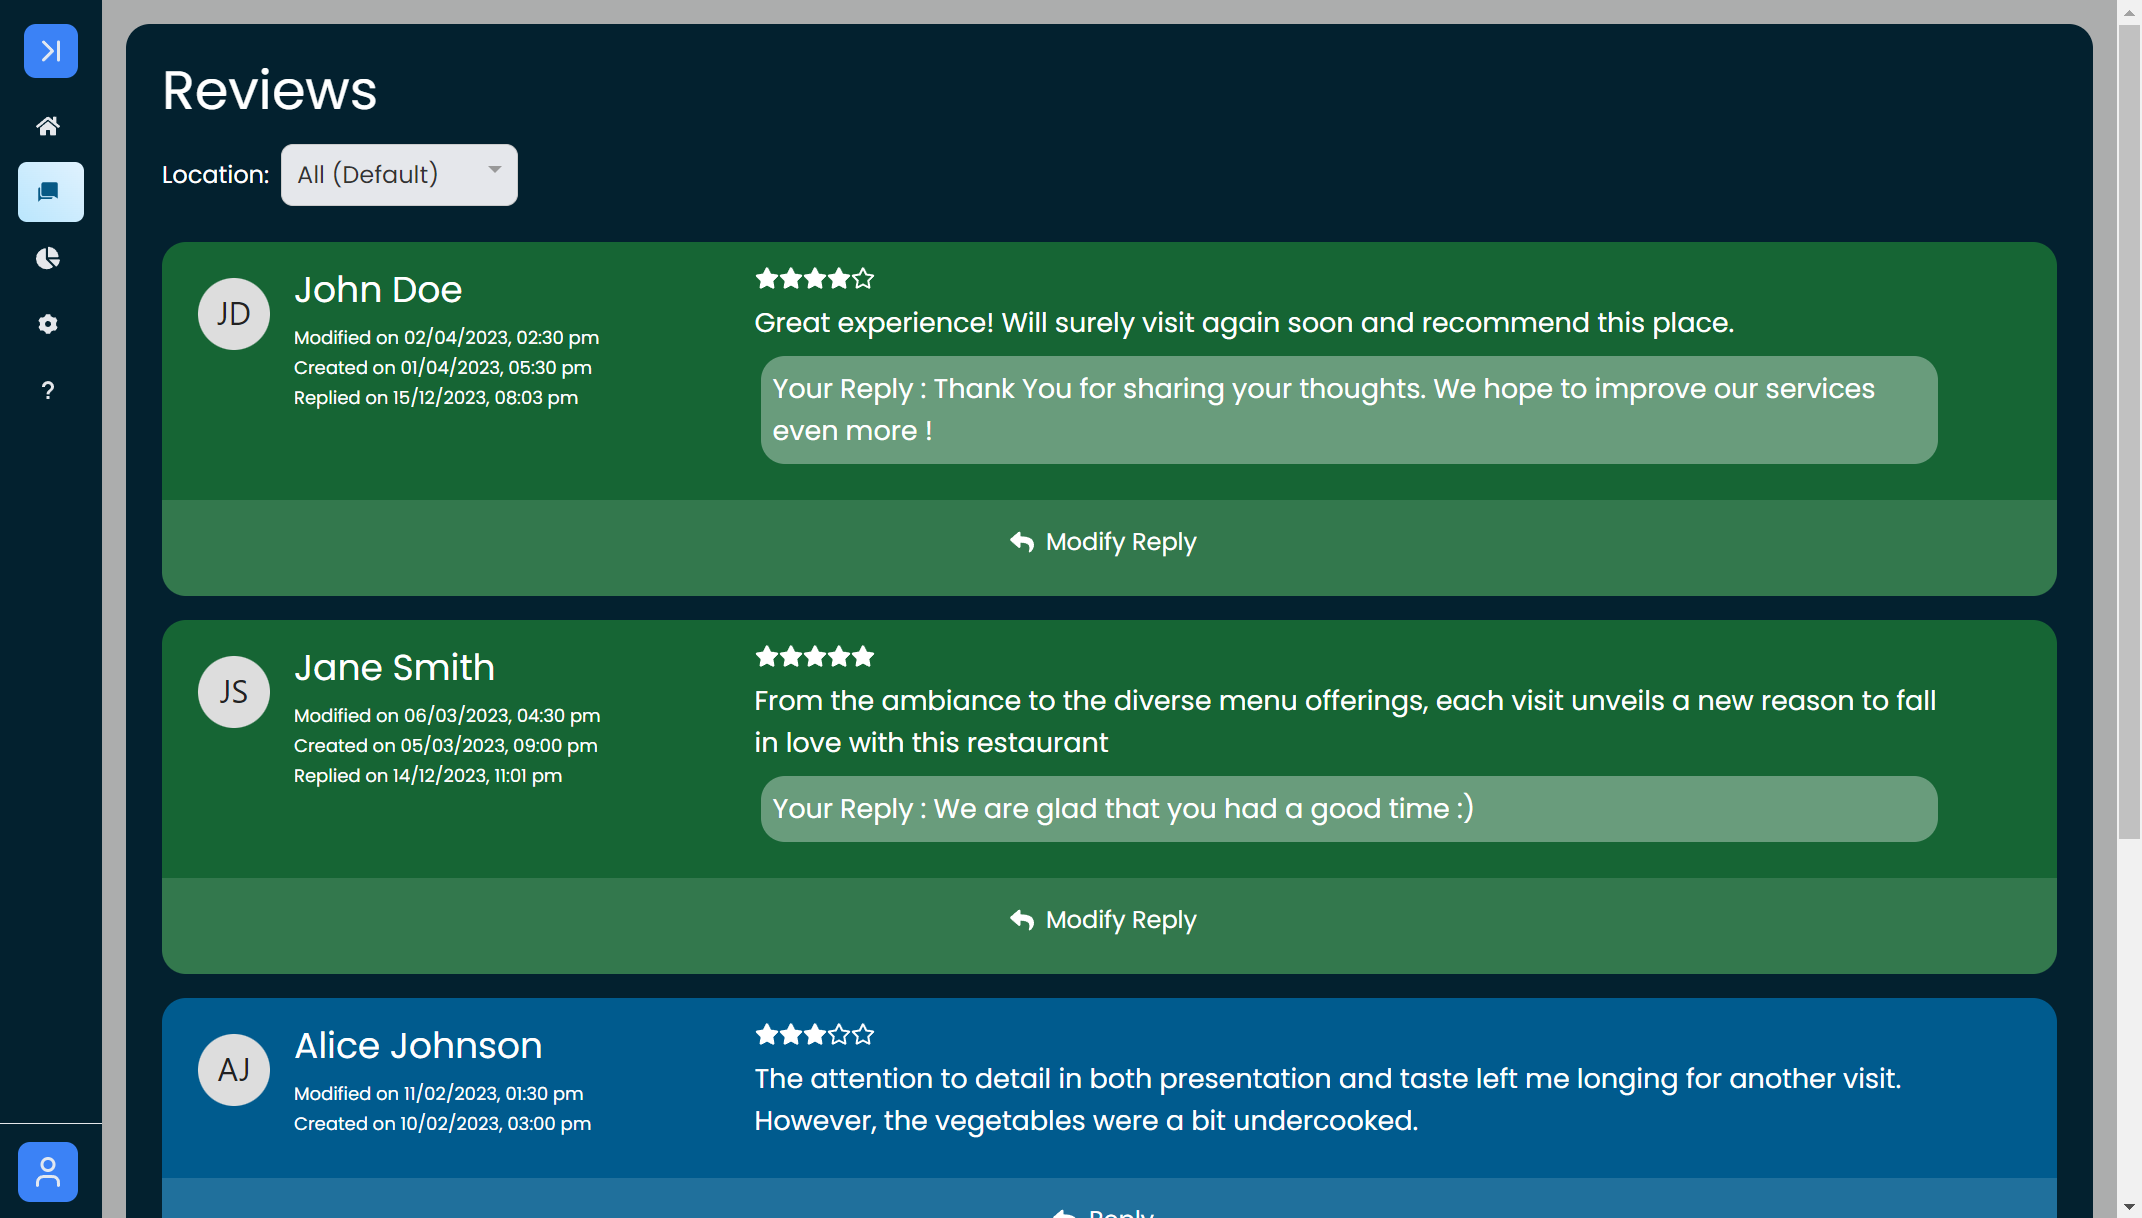 Reviews
Location: All (Default)
JD
John Doe
Modified on 02/04/2023, 02:30 pm
Created on 01/04/2023, 05:30 pm
Replied on 15/12/2023, 08:03 pm
Great experience! Will surely visit again soon and recommend this place.
Your Reply : Thank You for sharing your thoughts. We hope to improve our services
even more !
Modify Reply
JS
Jane Smith
Modified on 06/03/2023, 04:30 pm
Created on 05/03/2023, 09:00 pm
Replied on 14/12/2023, 11:01 pm
From the ambiance to the diverse menu offerings, each visit unveils a new reason to fall
in love with this restaurant
Your Reply : We are glad that you had a good time :)
Modify Reply
AJ
Alice Johnson
Modified on 11/02/2023, 01:30 pm
Created on 10/02/2023, 03:00 pm
The attention to detail in both presentation and taste left me longing for another visit.
However, the vegetables were a bit undercooked.
Reply